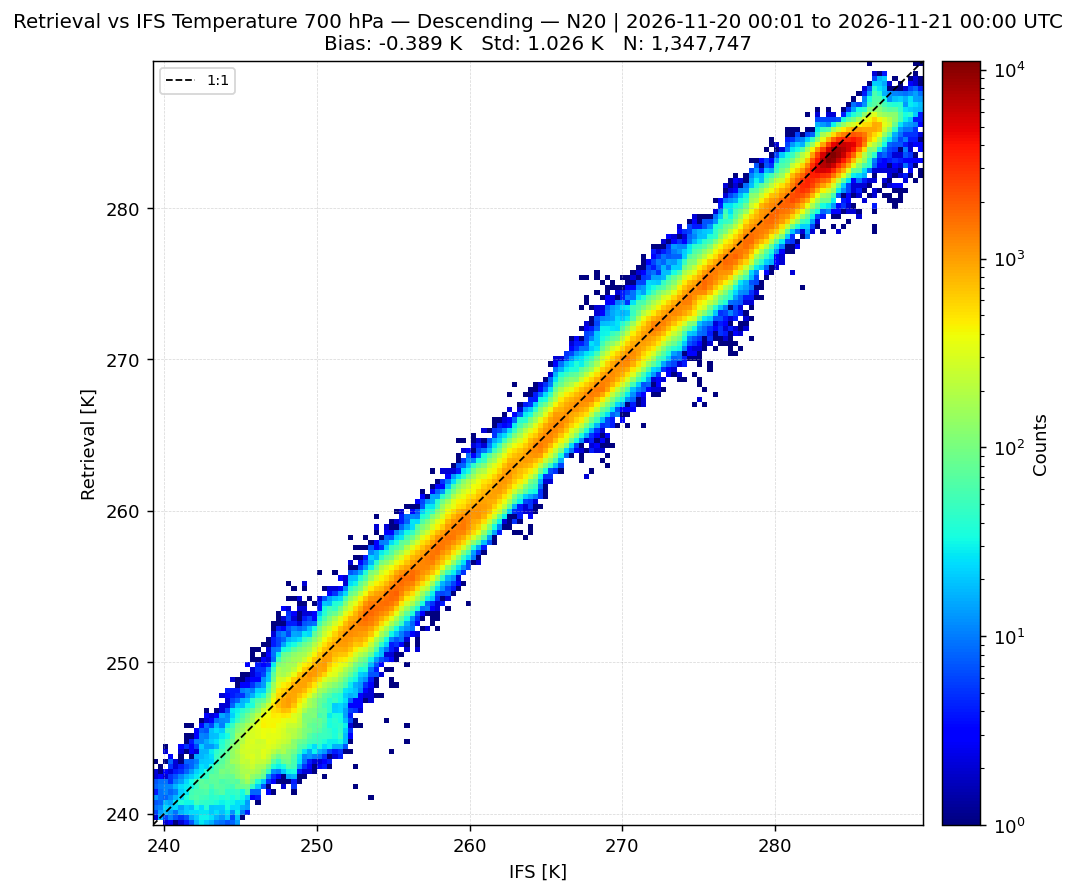 Retrieval vs IFS Temperature 700 hPa — Descending — N20 | 2026-11-20 00:01 to 2026-11-21 00:00 UTC
Bias: -0.389 K   Std: 1.026 K   N: 1,347,747
1:1
280
270
260
250
240
Retrieval [K]
240 250 260 270 280
IFS [K]
10⁴
10³
10²
10¹
10⁰
Counts